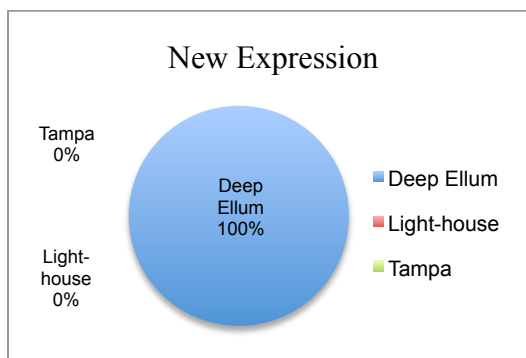 New Expression
Tampa
0%
Deep
Ellum
100%
Light-
house
0%
Deep Ellum
Light-house
Tampa